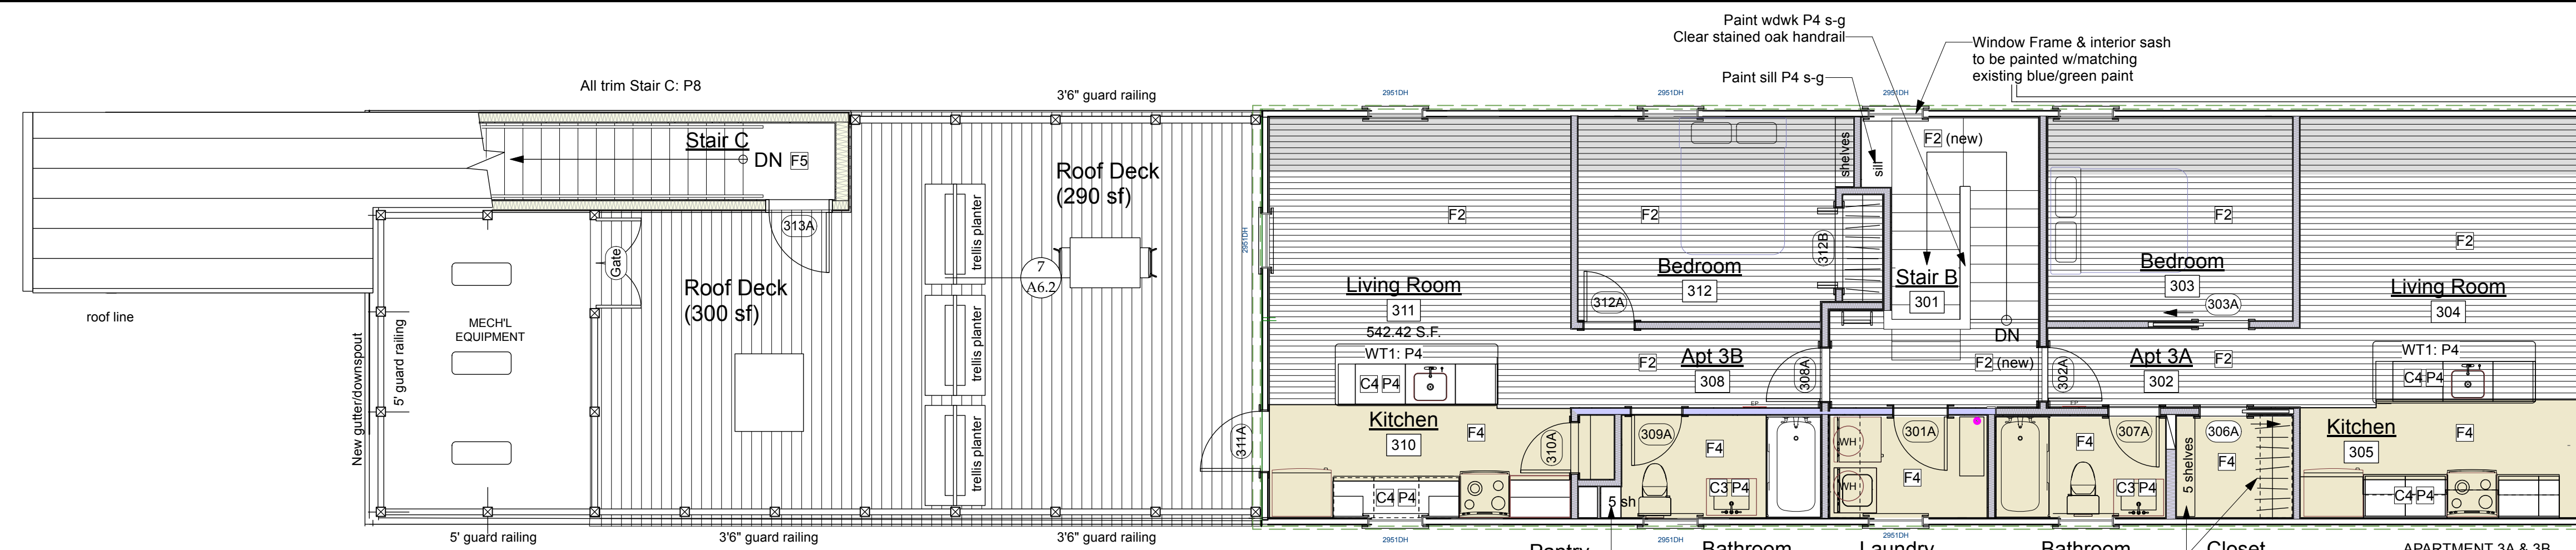 Paint wdwk P4 s-g
Clear stained oak handrail
Window Frame & interior sash
to be painted w/matching
existing blue/green paint
Paint sill P4 s-g
All trim Stair C: P8
3'6" guard railing
2951DH
2951DH
2951DH
Stair C
DN
F5
Roof Deck
(290 sf)
shelves
sill
F2 (new)
313A
trellis planter
F2
F2
F2
F2
2951DH
Gate
7
A6.2
312B
Roof Deck
(300 sf)
Living Room
311
542.42 S.F.
Bedroom
312
312A
Stair B
301
Bedroom
303
303A
Living Room
304
roof line
MECH'L
EQUIPMENT
New gutter/downspout
5' guard railing
trellis planter
DN
WT1: P4
C4 P4
F2
Apt 3B
308
308A
F2 (new)
302A
Apt 3A
302
F2
WT1: P4
C4 P4
EP
EP
trellis planter
311A
Kitchen
310
F4
310A
309A
F4
WH
301A
F4
WH
F4
307A
306A
F4
Kitchen
305
F4
C4 P4
5 sh
C3 P4
C3 P4
5 shelves
C4 P4
5' guard railing
3'6" guard railing
3'6" guard railing
2951DH
2951DH
2951DH
Pantry
Bathroom
Laundry
Bathroom
Closet
APARTMENT 3A & 3B